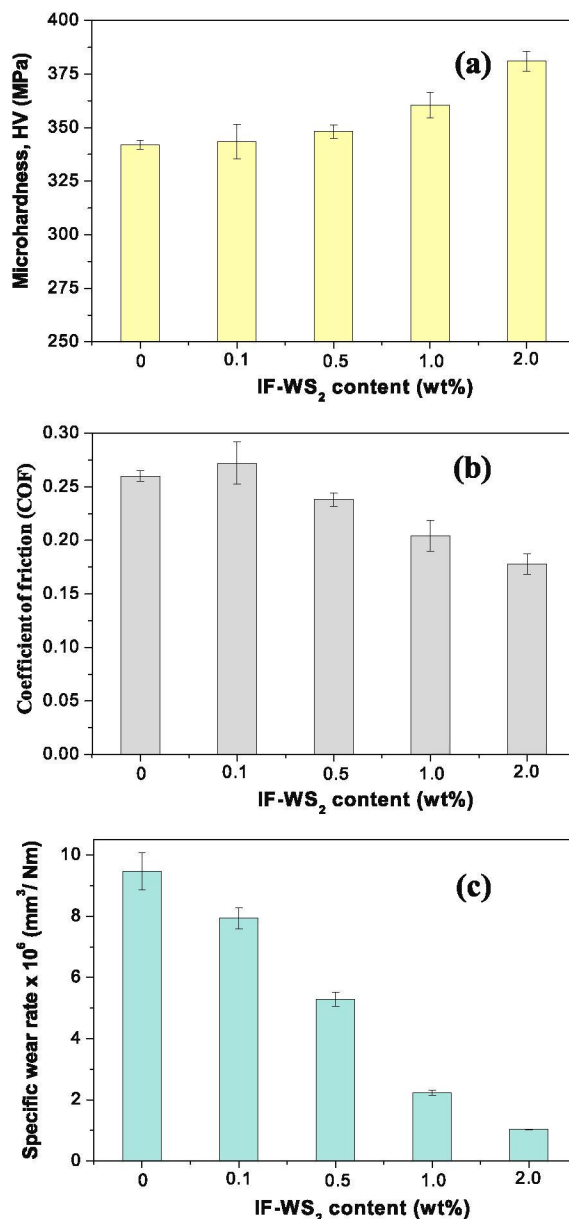 400
375
350
325
300
275
250
Microhardness, HV (MPa)
(a)
0 0.1 0.5 1.0 2.0
IF-WS₂ content (wt%)
0.30
0.25
0.20
0.15
0.10
0.05
0.00
Coefficient of friction (COF)
(b)
0 0.1 0.5 1.0 2.0
IF-WS₂ content (wt%)
10
8
6
4
2
0
Specific wear rate x 10⁶ (mm³/ Nm)
(c)
0 0.1 0.5 1.0 2.0
IF-WS₂ content (wt%)